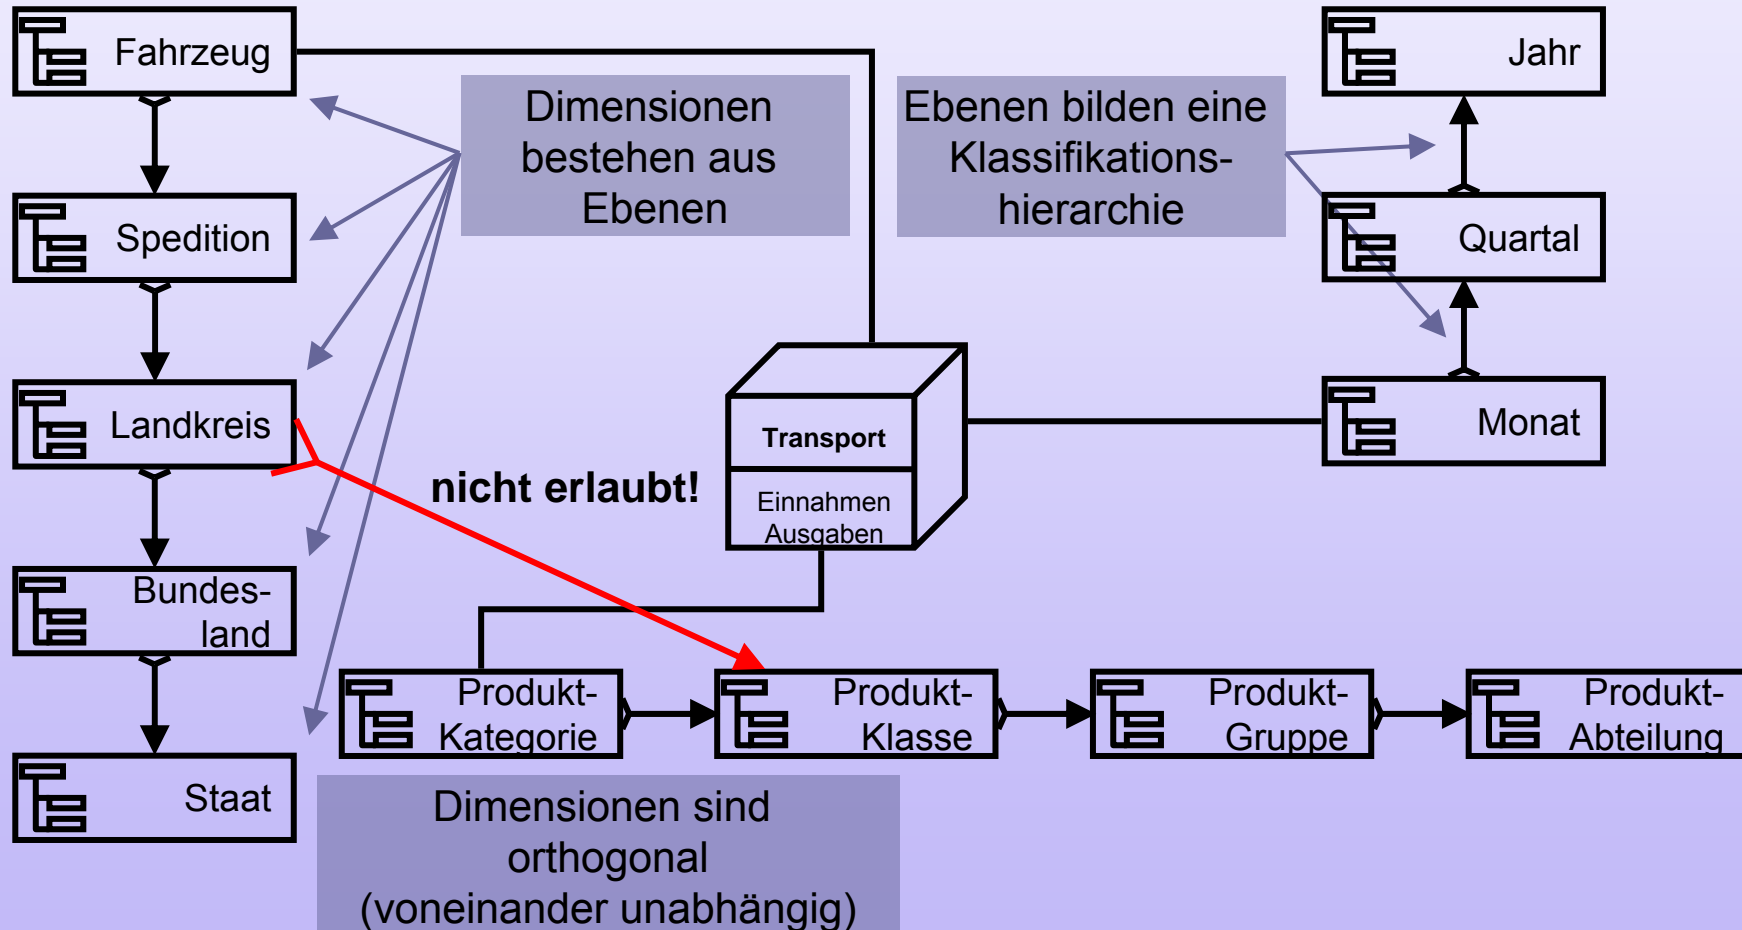 Fahrzeug
Spedition
Landkreis
Bundes-
land
Staat
Dimensionen
bestehen aus
Ebenen
Ebenen bilden eine
Klassifikations-
hierarchie
Jahr
Quartal
Monat
Transport
Einnahmen
Ausgaben
nicht erlaubt!
Produkt-
Kategorie
Produkt-
Klasse
Produkt-
Gruppe
Produkt-
Abteilung
Dimensionen sind
orthogonal
(voneinander unabhängig)